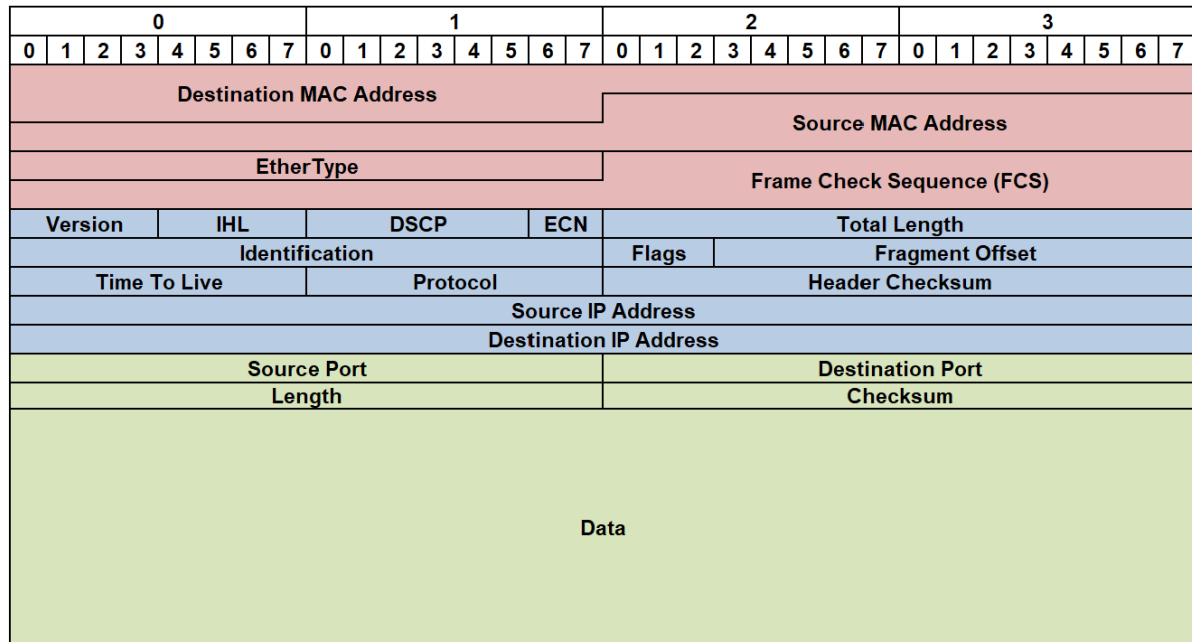 0 1 2 3
0 1 2 3 4 5 6 7 0 1 2 3 4 5 6 7 0 1 2 3 4 5 6 7 0 1 2 3 4 5 6 7
Destination MAC Address
Source MAC Address
EtherType
Frame Check Sequence (FCS)
Version IHL DSCP ECN Total Length
Identification Flags Fragment Offset
Time To Live Protocol Header Checksum
Source IP Address
Destination IP Address
Source Port Destination Port
Length Checksum
Data